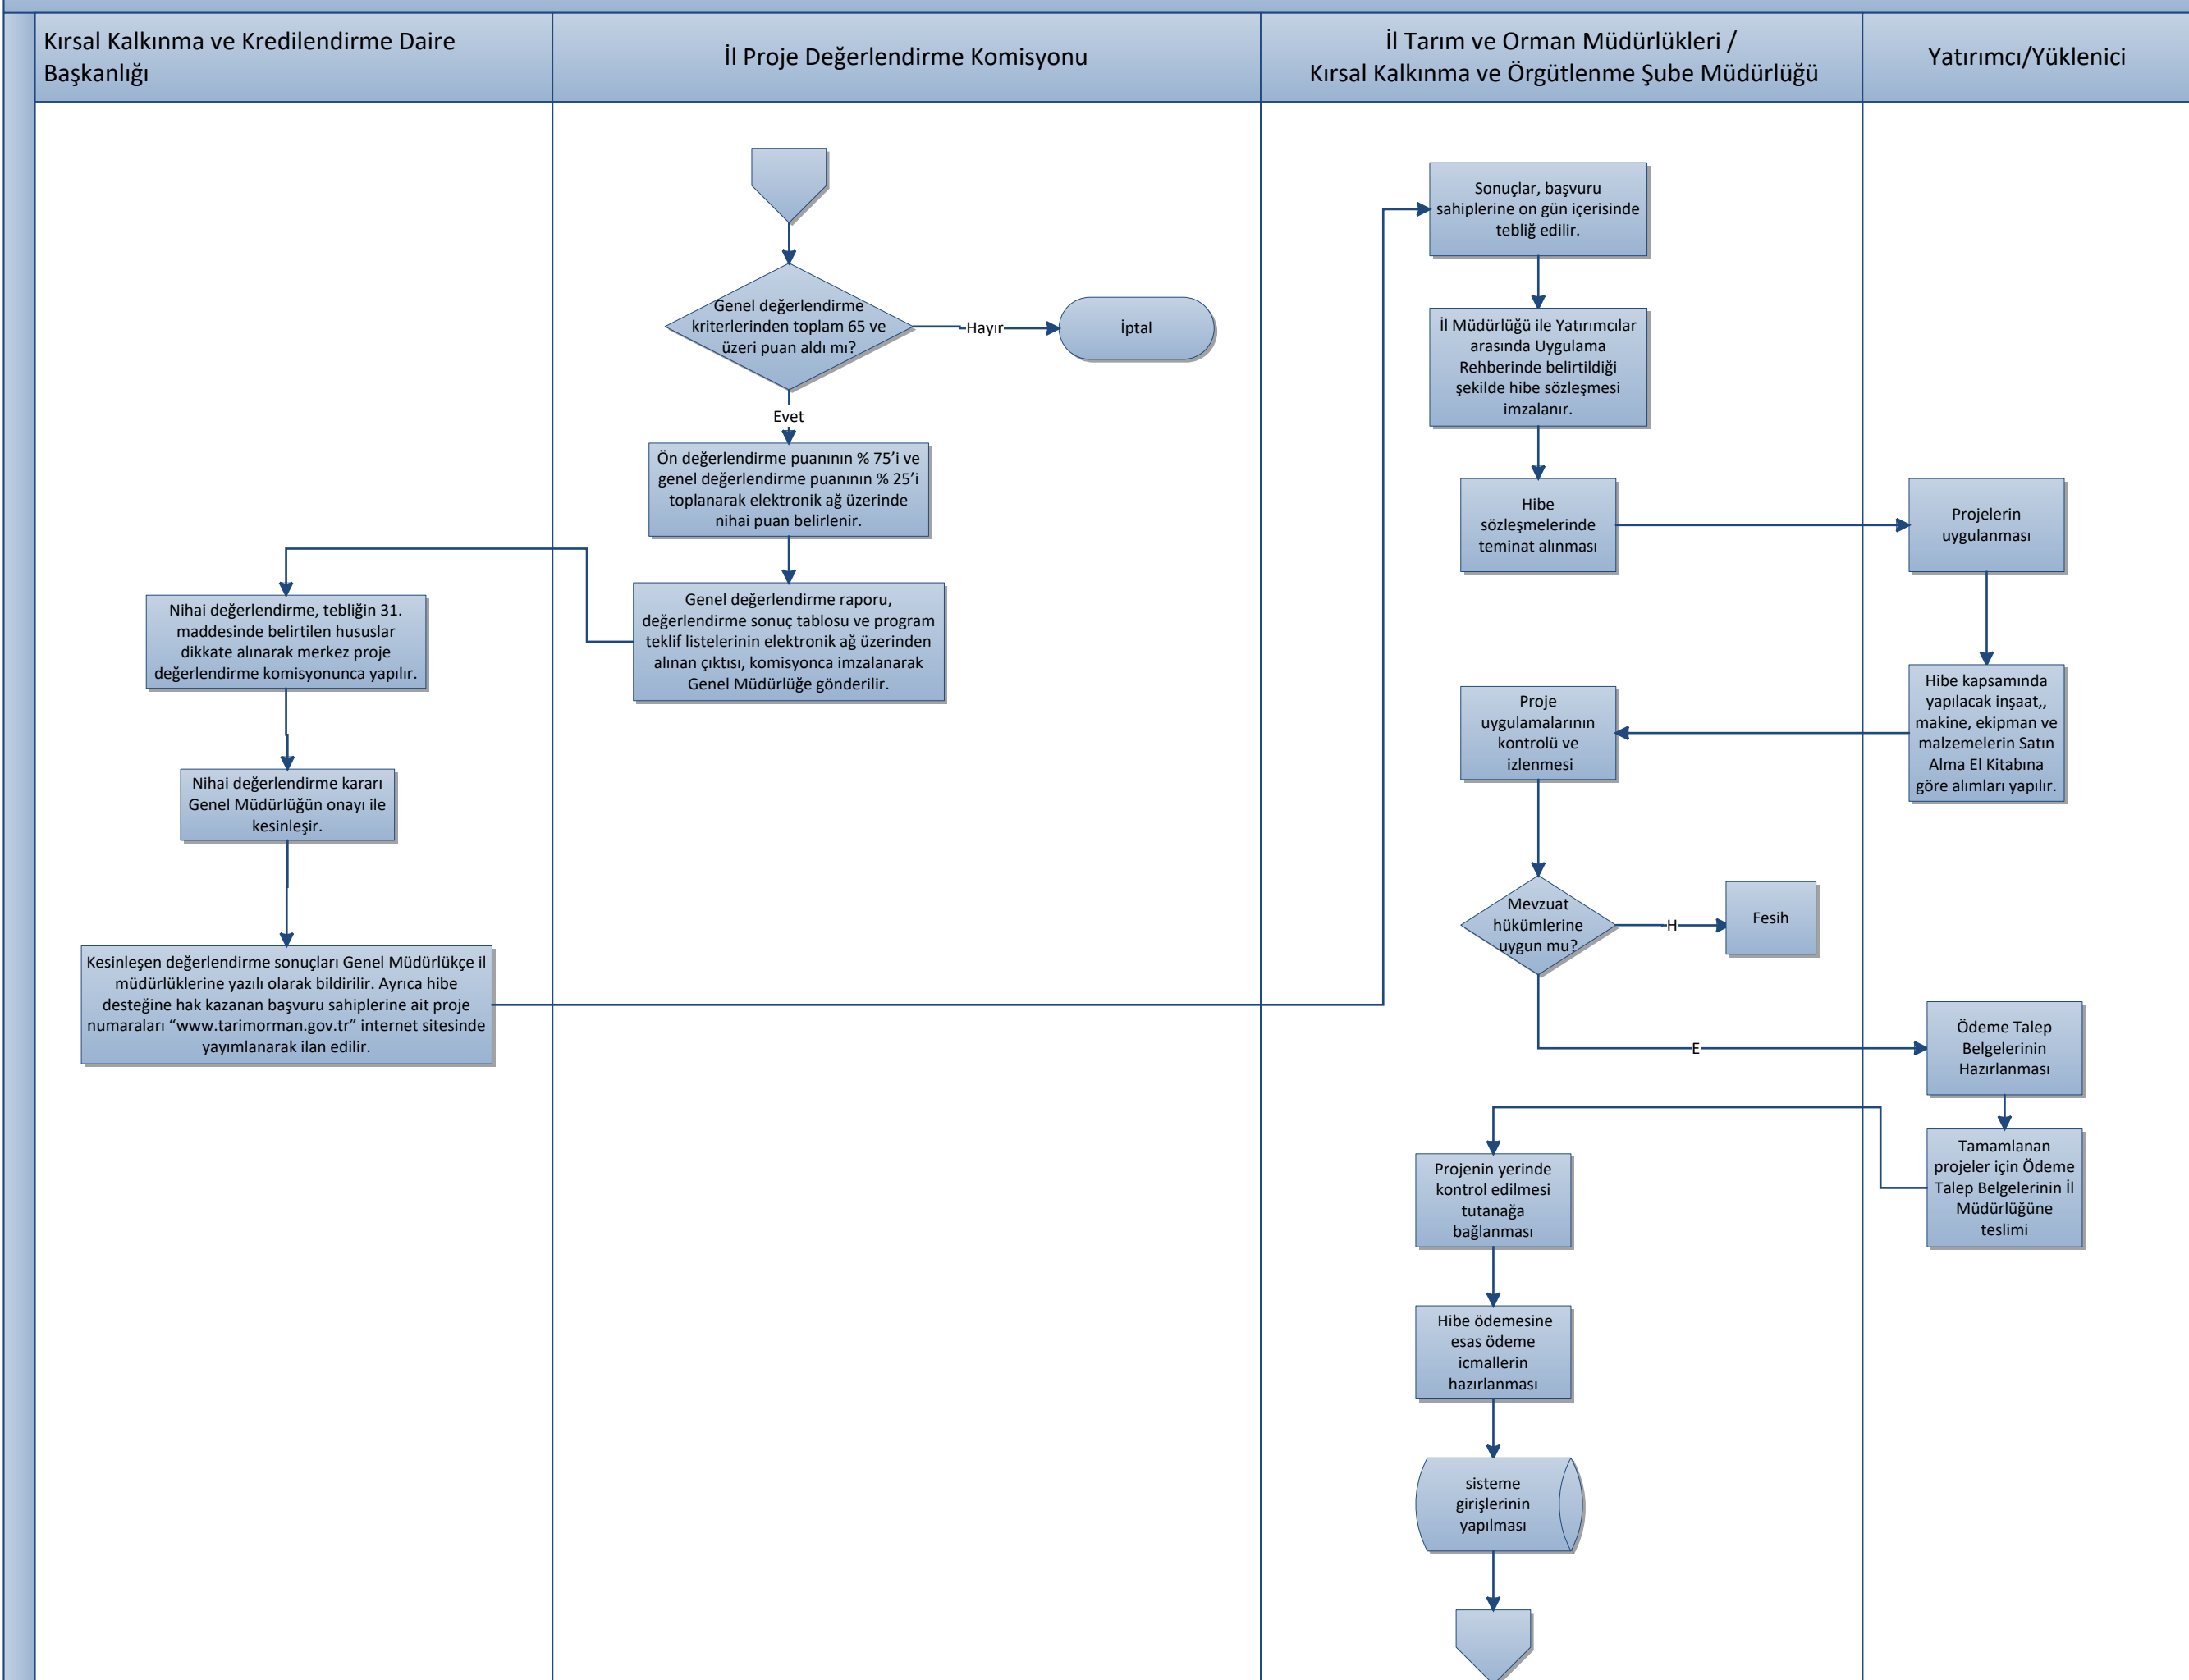 Kırsal Kalkınma ve Kredilendirme Daire
Başkanlığı
İl Proje Değerlendirme Komisyonu
İl Tarım ve Orman Müdürlükleri /
Kırsal Kalkınma ve Örgütlenme Şube Müdürlüğü
Yatırımcı/Yüklenici
Genel değerlendirme
kriterlerinden toplam 65 ve
üzeri puan aldı mı?
Hayır
İptal
Evet
Ön değerlendirme puanının % 75’i ve
genel değerlendirme puanının % 25’i
toplanarak elektronik ağ üzerinde
nihai puan belirlenir.
Genel değerlendirme raporu,
değerlendirme sonuç tablosu ve program
teklif listelerinin elektronik ağ üzerinden
alınan çıktısı, komisyonca imzalanarak
Genel Müdürlüğe gönderilir.
Nihai değerlendirme, tebliğin 31.
maddesinde belirtilen hususlar
dikkate alınarak merkez proje
değerlendirme komisyonunca yapılır.
Nihai değerlendirme kararı
Genel Müdürlüğün onayı ile
kesinleşir.
Kesinleşen değerlendirme sonuçları Genel Müdürlükçe il
müdürlüklerine yazılı olarak bildirilir. Ayrıca hibe
desteğine hak kazanan başvuru sahiplerine ait proje
numaraları “www.tarimorman.gov.tr” internet sitesinde
yayımlanarak ilan edilir.
Sonuçlar, başvuru
sahiplerine on gün içerisinde
tebliğ edilir.
İl Müdürlüğü ile Yatırımcılar
arasında Uygulama
Rehberinde belirtildiği
şekilde hibe sözleşmesi
imzalanır.
Hibe
sözleşmelerinde
teminat alınması
Projelerin
uygulanması
Hibe kapsamında
yapılacak inşaat,,
makine, ekipman ve
malzemelerin Satın
Alma El Kitabına
göre alımları yapılır.
Proje
uygulamalarının
kontrolü ve
izlenmesi
Mevzuat
hükümlerine
uygun mu?
H
Fesih
E
Ödeme Talep
Belgelerinin
Hazırlanması
Tamamlanan
projeler için Ödeme
Talep Belgelerinin İl
Müdürlüğüne
teslimi
Projenin yerinde
kontrol edilmesi
tutanağa
bağlanması
Hibe ödemesine
esas ödeme
icmallerin
hazırlanması
sisteme
girişlerinin
yapılması